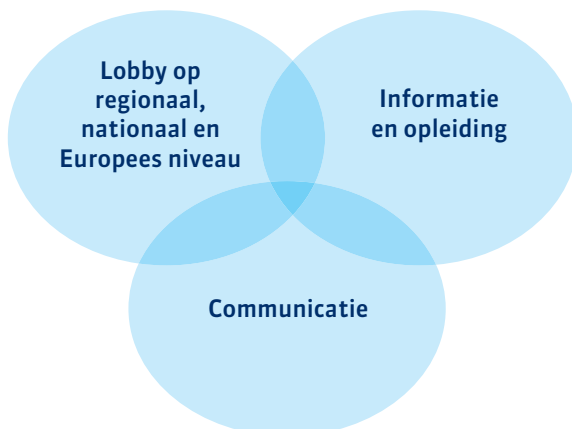 Lobby op
regionaal,
nationaal en
Europees niveau
Informatie
en opleiding
Communicatie